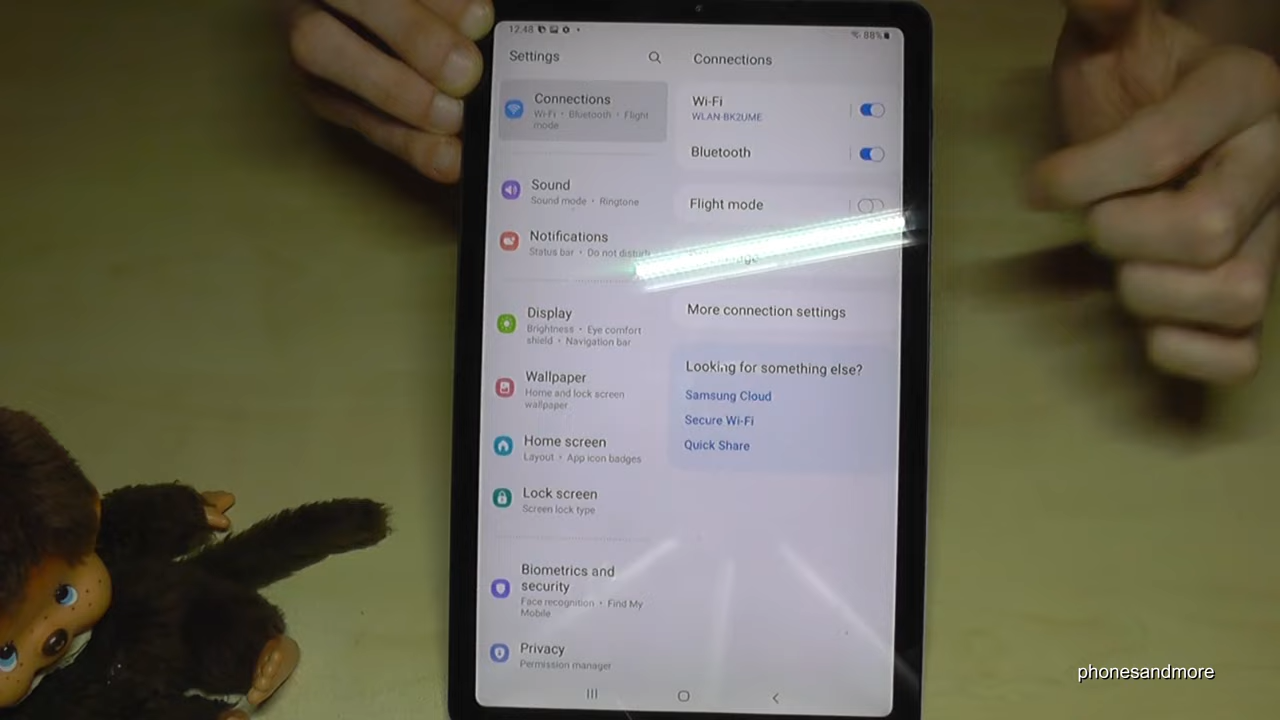 12:48
88%
Settings
Connections
Wi-Fi • Bluetooth • Flight
mode
Sound
Sound mode • Ringtone
Notifications
Status bar • Do not disturb
Display
Brightness • Eye comfort
shield • Navigation bar
Wallpaper
Home and lock screen
wallpaper
Home screen
Layout • App icon badges
Lock screen
Screen lock type
Biometrics and
security
Face recognition • Find My
Mobile
Privacy
Permission manager
Connections
Wi-Fi
WLAN-BK2UME
Bluetooth
Flight mode
More connection settings
Looking for something else?
Samsung Cloud
Secure Wi-Fi
Quick Share
phonesandmore